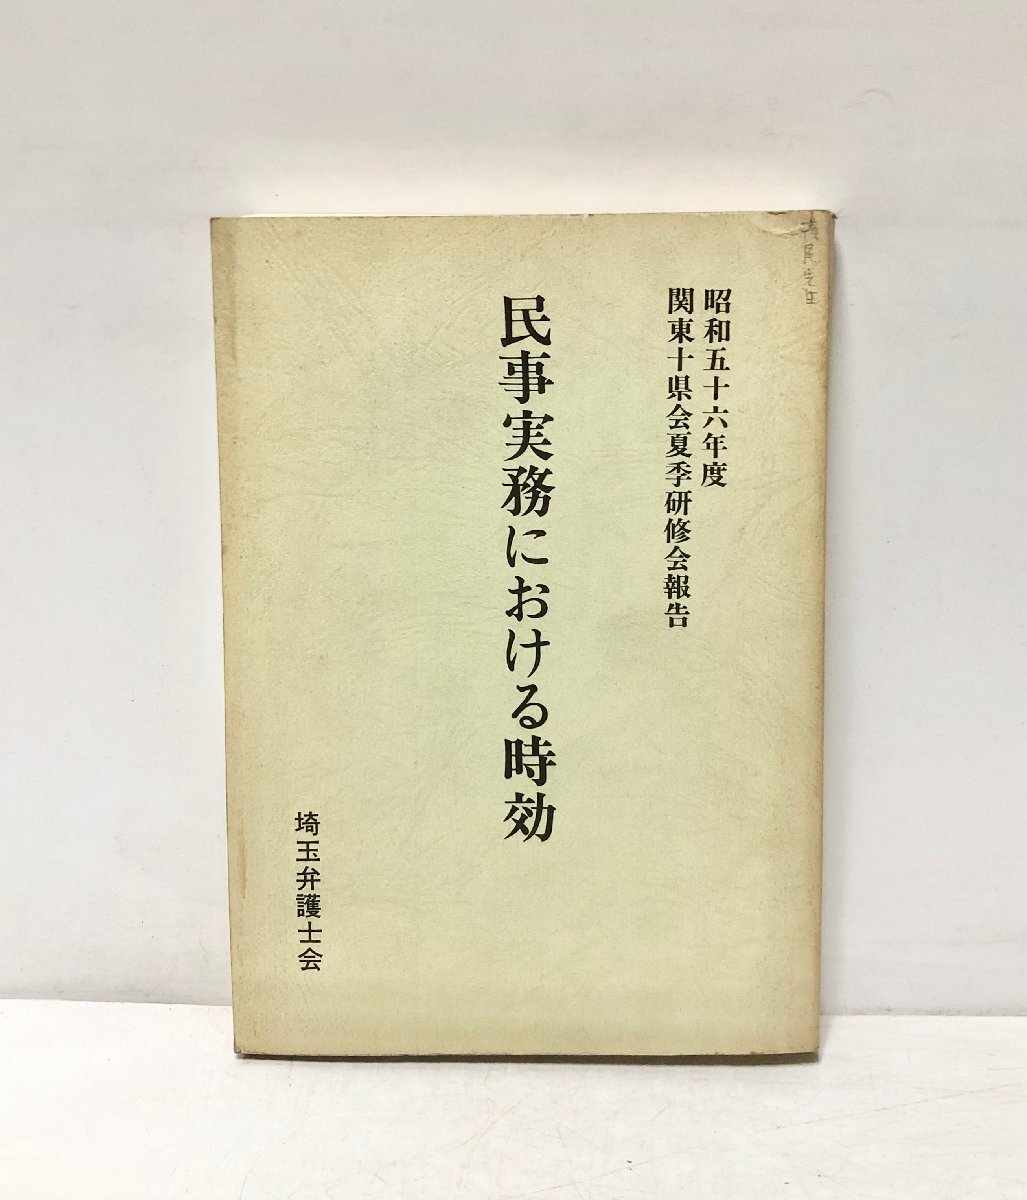 昭和五十六年度
関東十県会夏季研修会報告
民事実務における時効
埼玉弁護士会